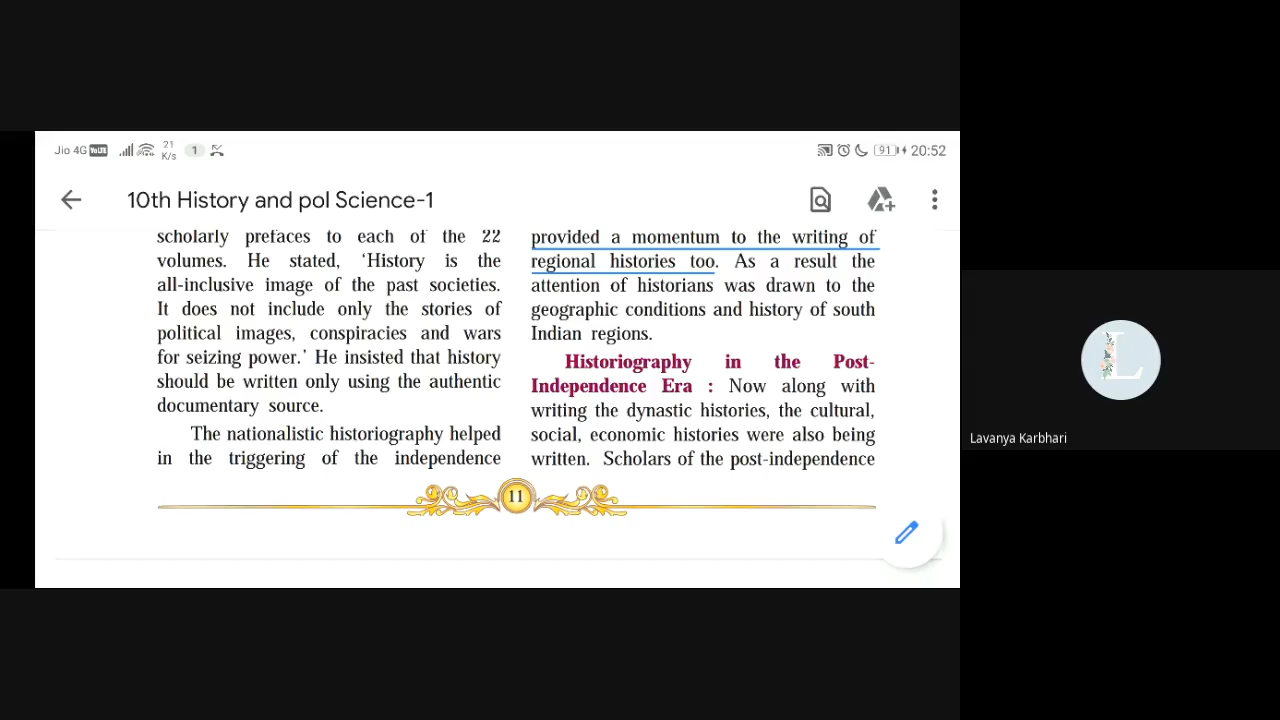 Jio 4G VoLTE 21 K/s 1 91 20:52
10th History and pol Science-1
scholarly prefaces to each of the 22
volumes. He stated, ‘History is the
all-inclusive image of the past societies.
It does not include only the stories of
political images, conspiracies and wars
for seizing power.’ He insisted that history
should be written only using the authentic
documentary source.
The nationalistic historiography helped
in the triggering of the independence
provided a momentum to the writing of
regional histories too. As a result the
attention of historians was drawn to the
geographic conditions and history of south
Indian regions.
Historiography in the Post-
Independence Era : Now along with
writing the dynastic histories, the cultural,
social, economic histories were also being
written. Scholars of the post-independence
11
L
Lavanya Karbhari